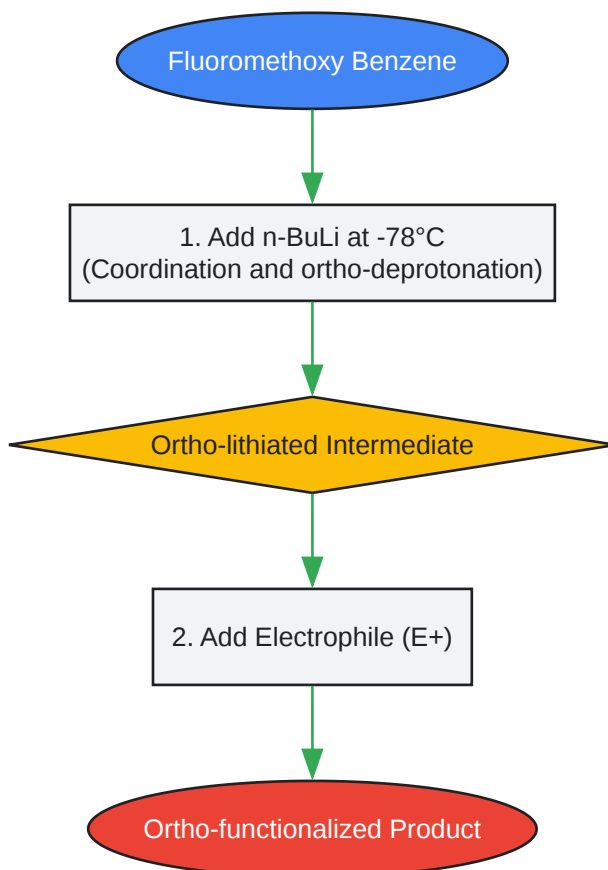 Fluoromethoxy Benzene
1. Add n-BuLi at -78°C
(Coordination and ortho-deprotonation)
Ortho-lithiated Intermediate
2. Add Electrophile (E+)
Ortho-functionalized Product